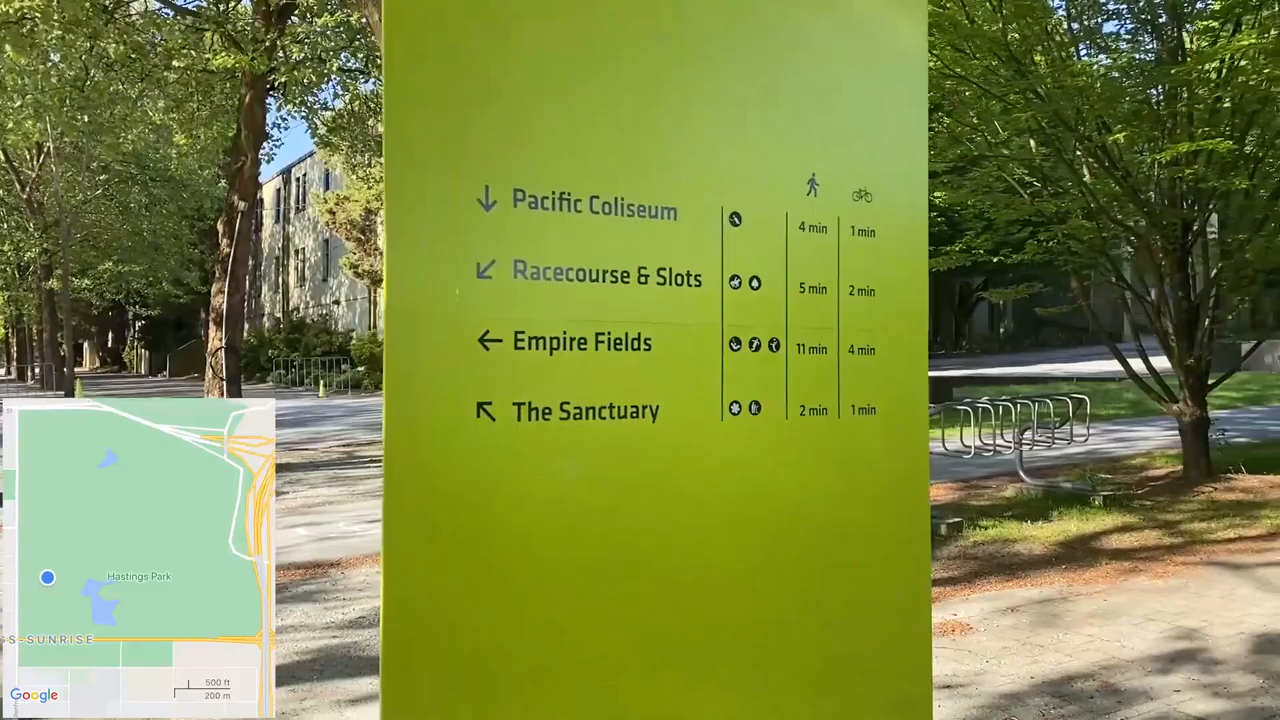 ↓ Pacific Coliseum 4 min 1 min
↙ Racecourse & Slots 5 min 2 min
← Empire Fields 11 min 4 min
↖ The Sanctuary 2 min 1 min
Hastings Park
GS-SUNRISE
500 ft
200 m
Google